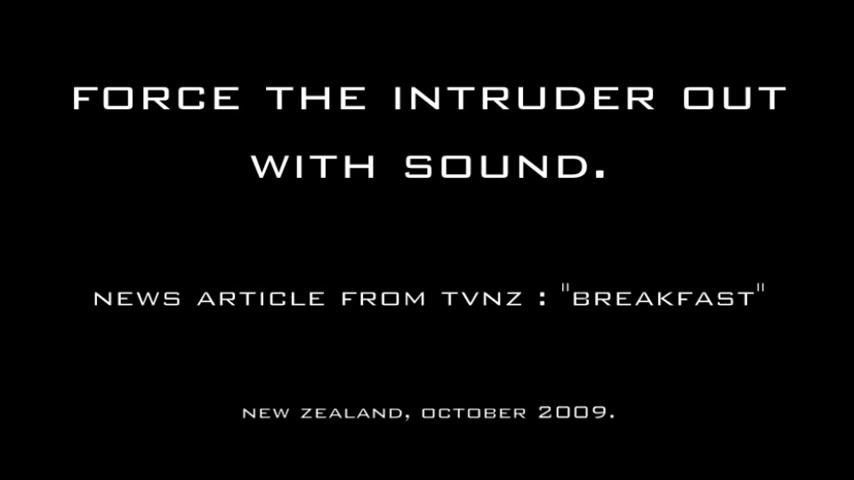 FORCE THE INTRUDER OUT
WITH SOUND.
NEWS ARTICLE FROM TVNZ : "BREAKFAST"
NEW ZEALAND, OCTOBER 2009.